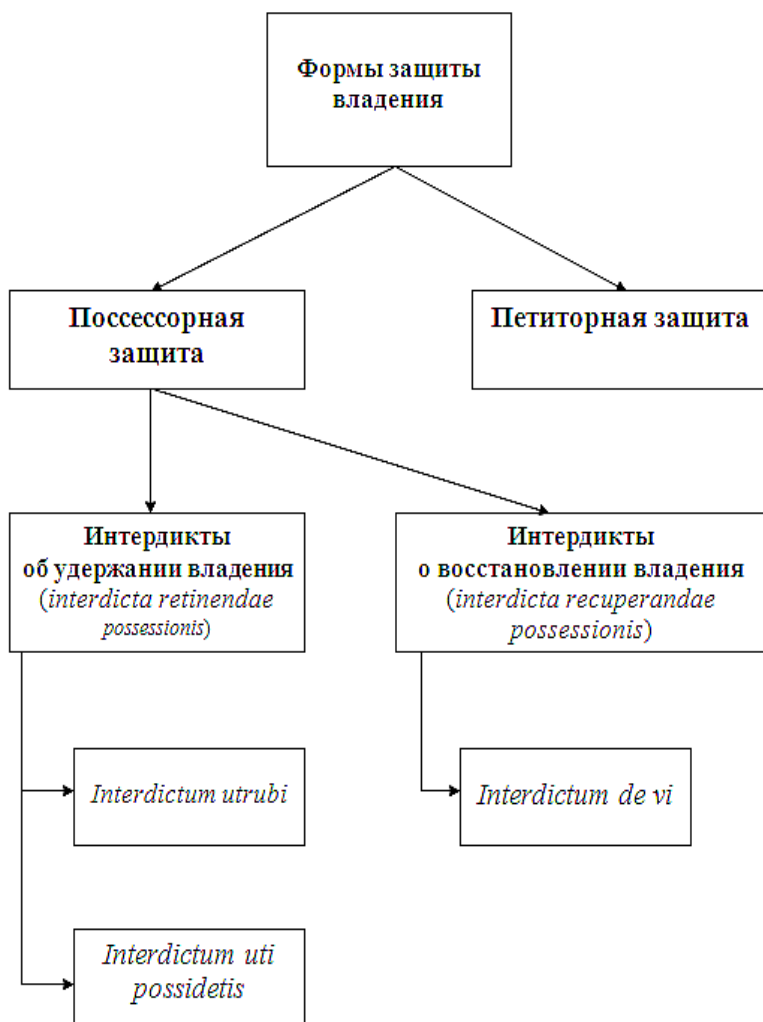 Формы защиты
владения
Поссессорная
защита
Петиторная защита
Интердикты
об удержании владения
(interdicta retinendae
possessionis)
Интердикты
о восстановлении владения
(interdicta recuperandae
possessionis)
Interdictum utrubi
Interdictum de vi
Interdictum uti
possidetis